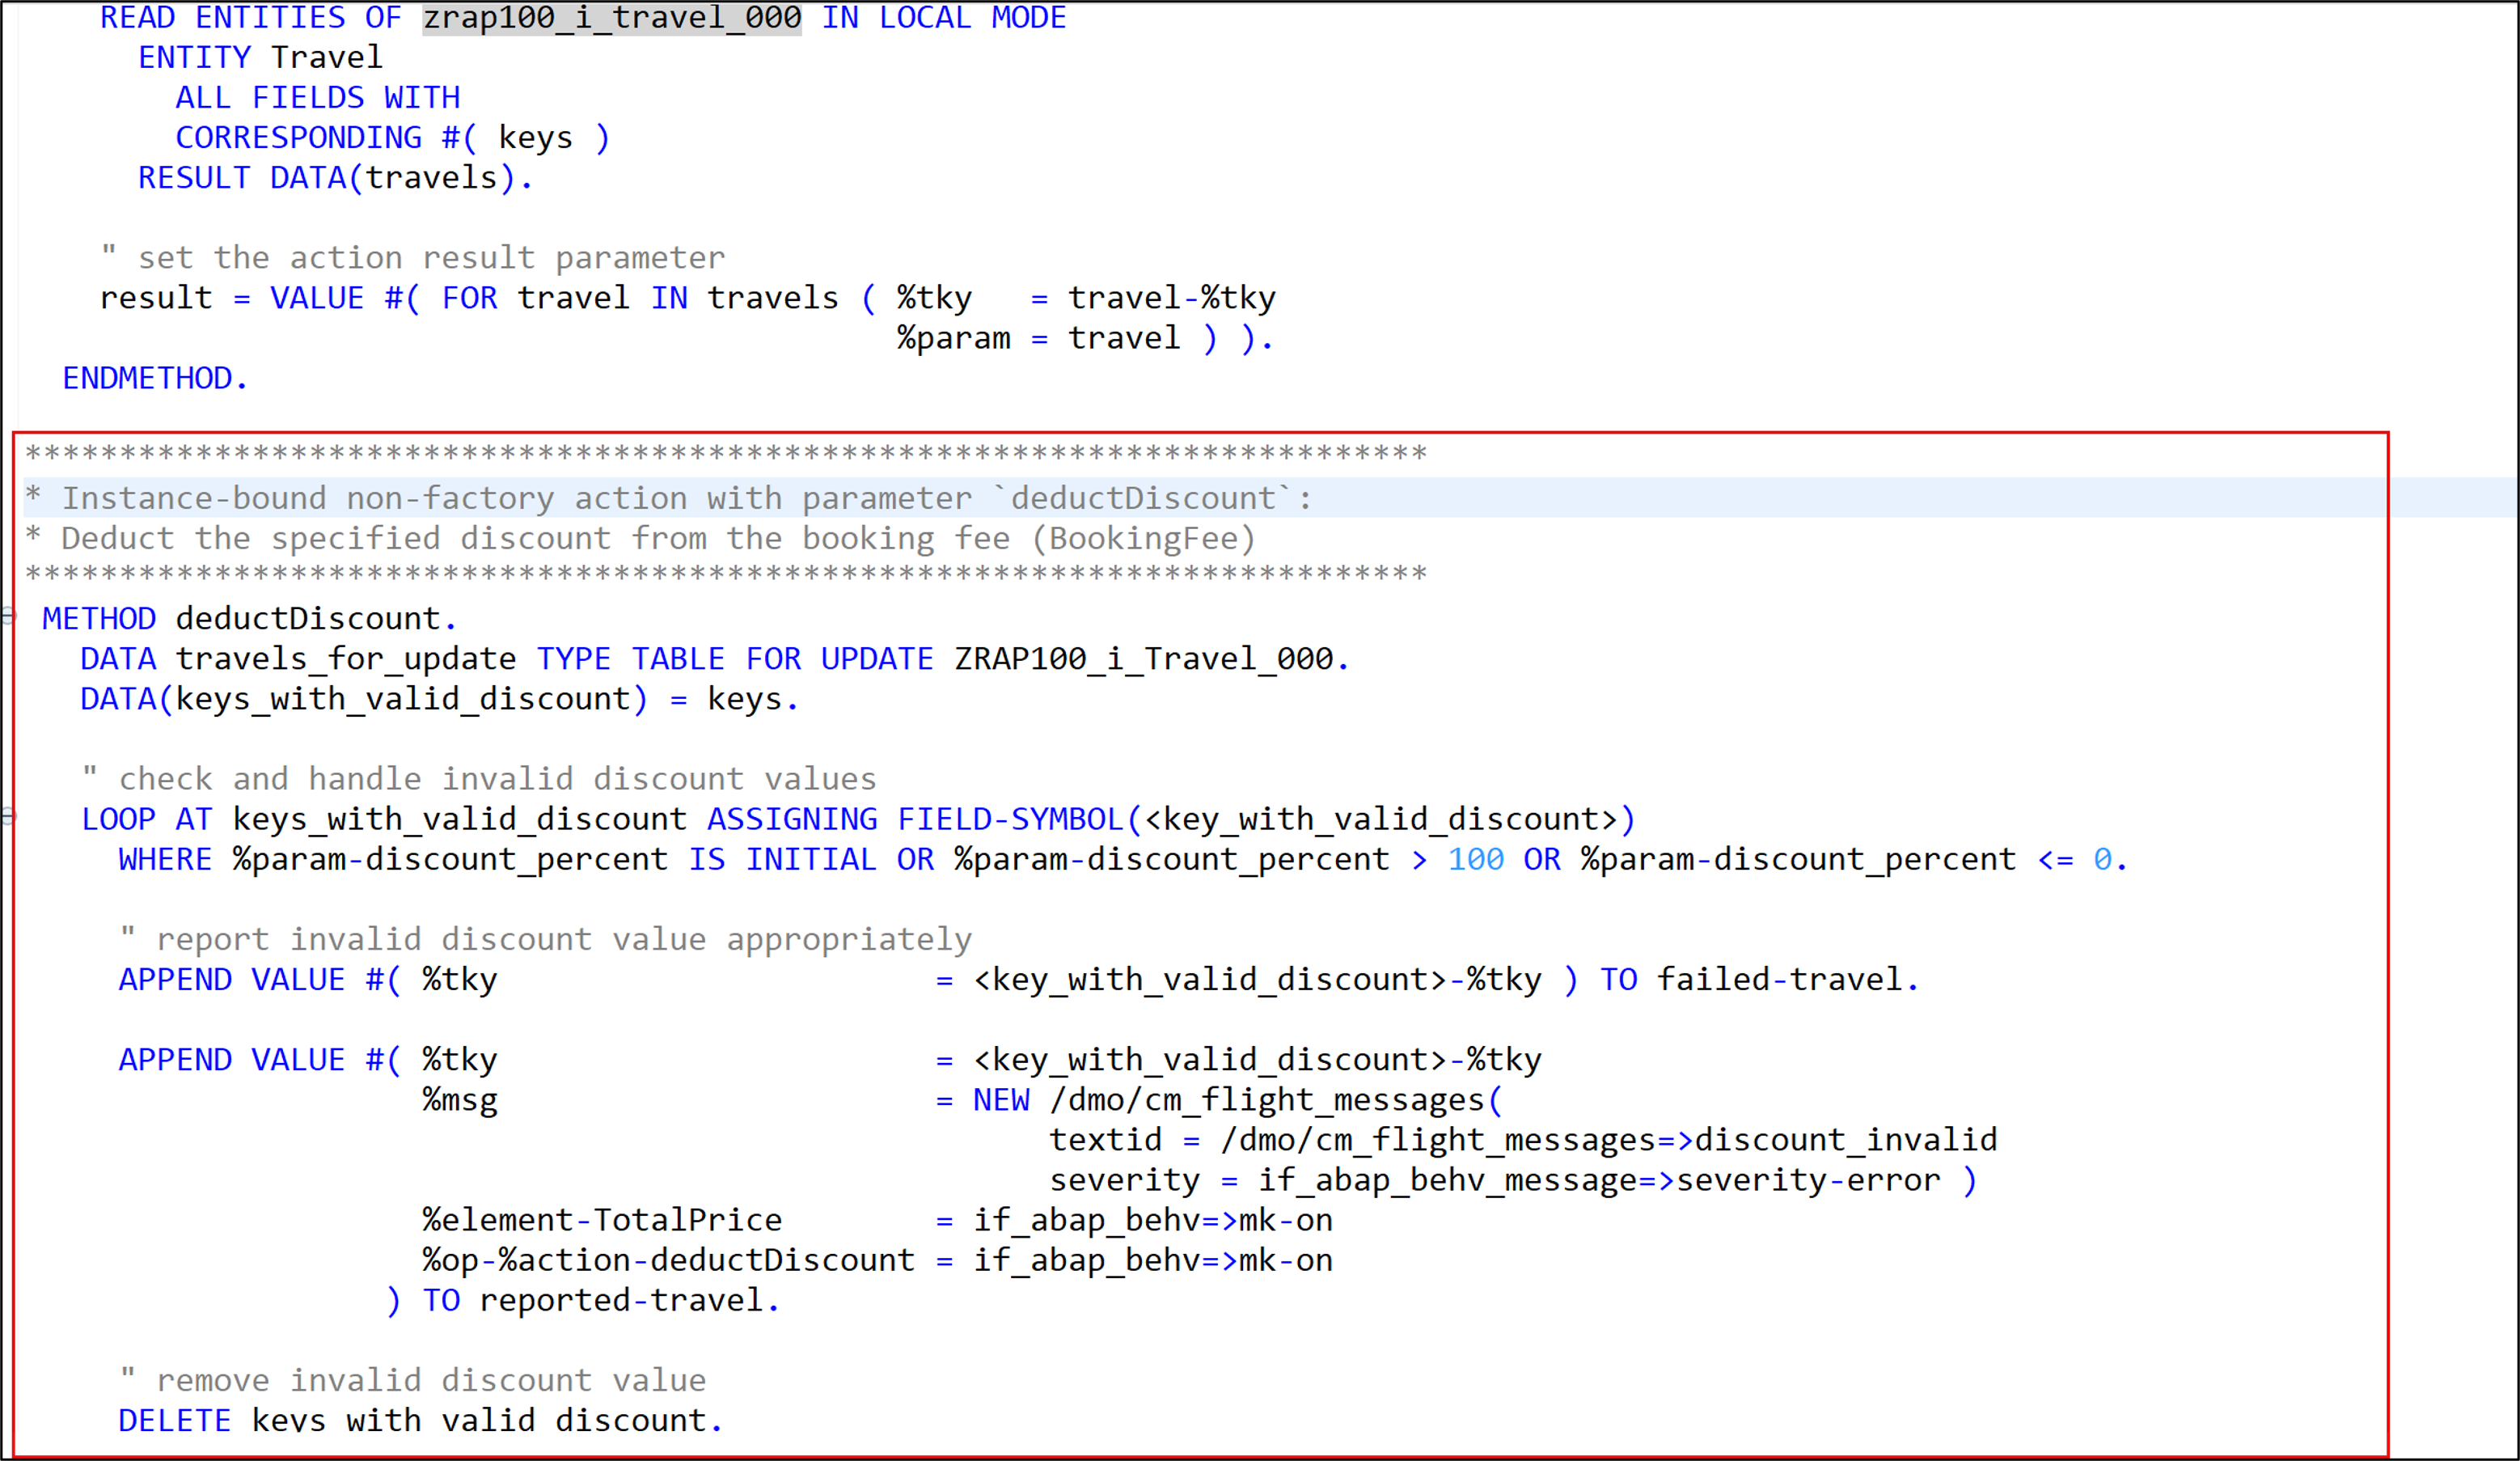 READ ENTITIES OF zrap100_i_travel_000 IN LOCAL MODE
ENTITY Travel
ALL FIELDS WITH
CORRESPONDING #( keys )
RESULT DATA(travels).
" set the action result parameter
result = VALUE #( FOR travel IN travels ( %tky   = travel-%tky
%param = travel ) ).
ENDMETHOD.
**************************************************************************
* Instance-bound non-factory action with parameter `deductDiscount`:
* Deduct the specified discount from the booking fee (BookingFee)
**************************************************************************
METHOD deductDiscount.
DATA travels_for_update TYPE TABLE FOR UPDATE ZRAP100_i_Travel_000.
DATA(keys_with_valid_discount) = keys.
" check and handle invalid discount values
LOOP AT keys_with_valid_discount ASSIGNING FIELD-SYMBOL(<key_with_valid_discount>)
WHERE %param-discount_percent IS INITIAL OR %param-discount_percent > 100 OR %param-discount_percent <= 0.
" report invalid discount value appropriately
APPEND VALUE #( %tky                       = <key_with_valid_discount>-%tky ) TO failed-travel.
APPEND VALUE #( %tky                       = <key_with_valid_discount>-%tky
%msg                       = NEW /dmo/cm_flight_messages(
textid = /dmo/cm_flight_messages=>discount_invalid
severity = if_abap_behv_message=>severity-error )
%element-TotalPrice        = if_abap_behv=>mk-on
%op-%action-deductDiscount = if_abap_behv=>mk-on
) TO reported-travel.
" remove invalid discount value
DELETE keys_with_valid_discount.